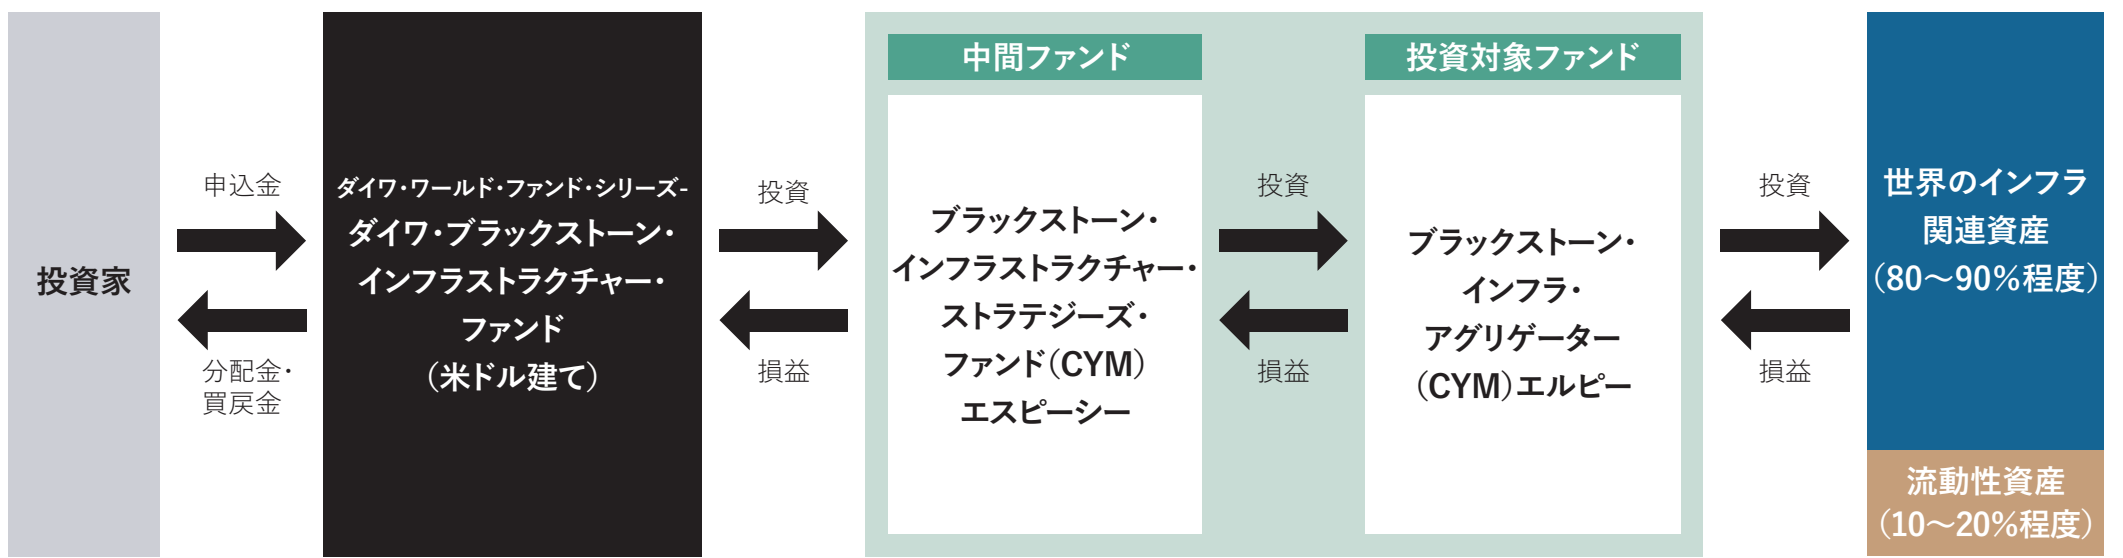 投資家
申込金
分配金・
買戻金
ダイワ・ワールド・ファンド・シリーズ-
ダイワ・ブラックストーン・
インフラストラクチャー・
ファンド
（米ドル建て）
投資
損益
中間ファンド
ブラックストーン・
インフラストラクチャー・
ストラテジーズ・
ファンド（CYM）
エスピーシー
投資
損益
投資対象ファンド
ブラックストーン・
インフラ・
アグリゲーター
（CYM）エルピー
投資
損益
世界のインフラ
関連資産
（80～90%程度）
流動性資産
（10～20%程度）